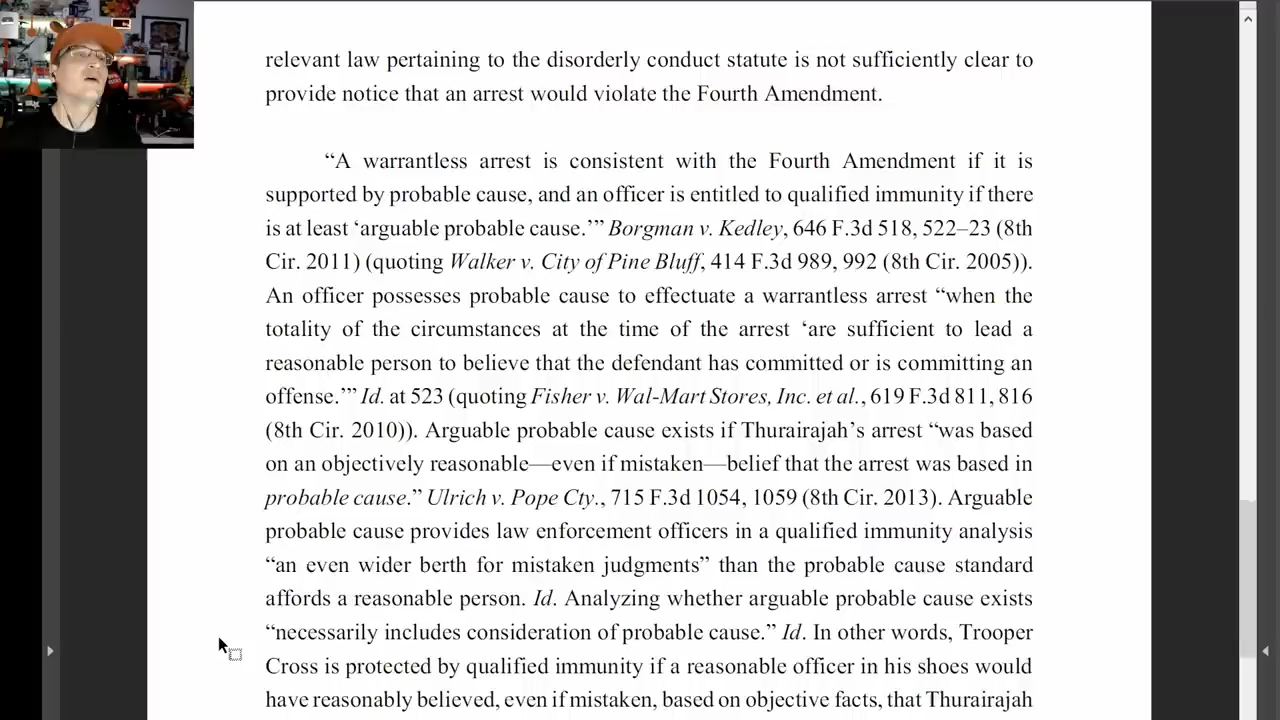 relevant law pertaining to the disorderly conduct statute is not sufficiently clear to
provide notice that an arrest would violate the Fourth Amendment.
“A warrantless arrest is consistent with the Fourth Amendment if it is
supported by probable cause, and an officer is entitled to qualified immunity if there
is at least ‘arguable probable cause.’” Borgman v. Kedley, 646 F.3d 518, 522–23 (8th
Cir. 2011) (quoting Walker v. City of Pine Bluff, 414 F.3d 989, 992 (8th Cir. 2005)).
An officer possesses probable cause to effectuate a warrantless arrest “when the
totality of the circumstances at the time of the arrest ‘are sufficient to lead a
reasonable person to believe that the defendant has committed or is committing an
offense.’” Id. at 523 (quoting Fisher v. Wal-Mart Stores, Inc. et al., 619 F.3d 811, 816
(8th Cir. 2010)). Arguable probable cause exists if Thurairajah’s arrest “was based
on an objectively reasonable—even if mistaken—belief that the arrest was based in
probable cause.” Ulrich v. Pope Cty., 715 F.3d 1054, 1059 (8th Cir. 2013). Arguable
probable cause provides law enforcement officers in a qualified immunity analysis
“an even wider berth for mistaken judgments” than the probable cause standard
affords a reasonable person. Id. Analyzing whether arguable probable cause exists
“necessarily includes consideration of probable cause.” Id. In other words, Trooper
Cross is protected by qualified immunity if a reasonable officer in his shoes would
have reasonably believed, even if mistaken, based on objective facts, that Thurairajah